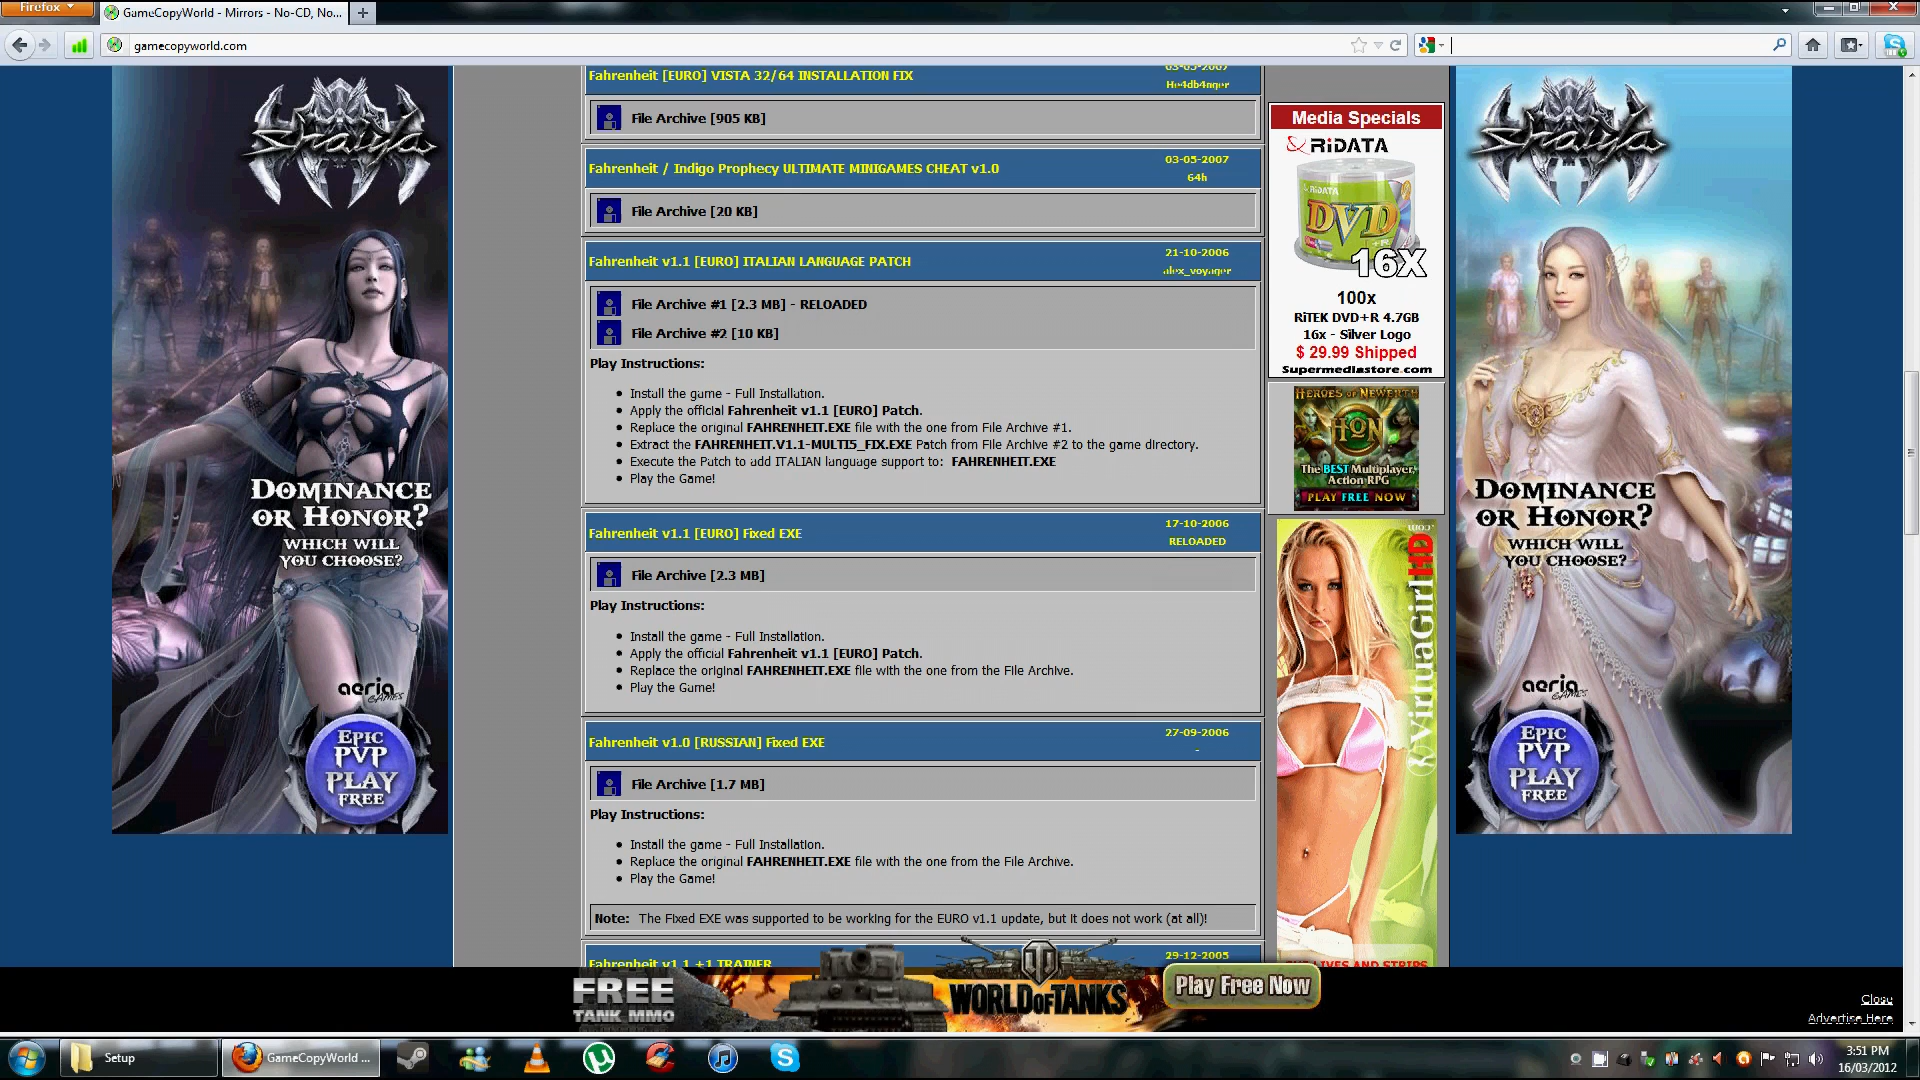 Firefox
GameCopyWorld - Mirrors - No-CD, No...
gamecopyworld.com
Fahrenheit [EURO] VISTA 32/64 INSTALLATION FIX
03-05-2007
He4db4nger
File Archive [905 KB]
Fahrenheit / Indigo Prophecy ULTIMATE MINIGAMES CHEAT v1.0
03-05-2007
64h
File Archive [20 KB]
Fahrenheit v1.1 [EURO] ITALIAN LANGUAGE PATCH
21-10-2006
alex_voyager
File Archive #1 [2.3 MB] - RELOADED
File Archive #2 [10 KB]
Play Instructions:
Install the game - Full Installation.
Apply the official Fahrenheit v1.1 [EURO] Patch.
Replace the original FAHRENHEIT.EXE file with the one from File Archive #1.
Extract the FAHRENHEIT.V1.1-MULTI5_FIX.EXE Patch from File Archive #2 to the game directory.
Execute the Patch to add ITALIAN language support to: FAHRENHEIT.EXE
Play the Game!
Fahrenheit v1.1 [EURO] Fixed EXE
17-10-2006
RELOADED
File Archive [2.3 MB]
Play Instructions:
Install the game - Full Installation.
Apply the official Fahrenheit v1.1 [EURO] Patch.
Replace the original FAHRENHEIT.EXE file with the one from the File Archive.
Play the Game!
Fahrenheit v1.0 [RUSSIAN] Fixed EXE
27-09-2006
-
File Archive [1.7 MB]
Play Instructions:
Install the game - Full Installation.
Replace the original FAHRENHEIT.EXE file with the one from the File Archive.
Play the Game!
Note: The Fixed EXE was supported to be working for the EURO v1.1 update, but it does not work (at all)!
Fahrenheit v1.1 +1 TRAINER
29-12-2005
Shaiya
DOMINANCE
OR HONOR?
WHICH WILL
YOU CHOOSE?
aeria
GAMES
EPIC
PVP
PLAY
FREE
Media Specials
RiDATA
RiDATA
DVD
16X
100x
RiTEK DVD+R 4.7GB
16x - Silver Logo
$ 29.99 Shipped
Supermediastore.com
HEROES OF NEWERTH
HON
The BEST Multiplayer
Action RPG
PLAY FREE NOW
VirtuaGirlHD
.com
Shaiya
DOMINANCE
OR HONOR?
WHICH WILL
YOU CHOOSE?
aeria
GAMES
EPIC
PVP
PLAY
FREE
FREE
TANK MMO
WORLD OF TANKS
Play Free Now
Close
Advertise Here
Setup
GameCopyWorld ...
3:51 PM
16/03/2012